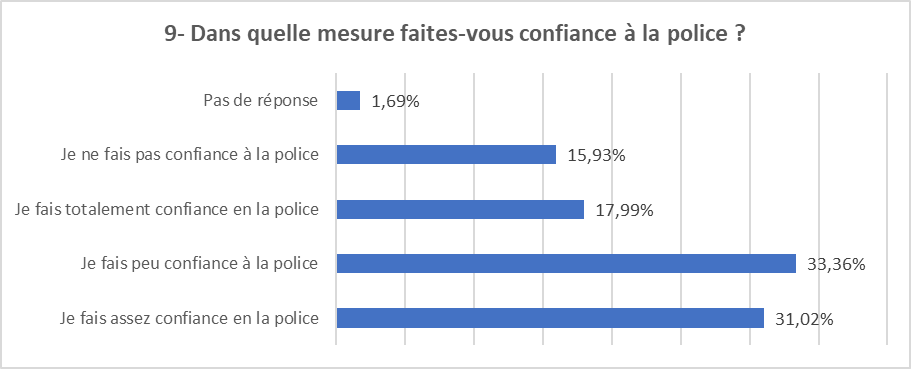 9- Dans quelle mesure faites-vous confiance à la police ?
Pas de réponse 1,69%
Je ne fais pas confiance à la police 15,93%
Je fais totalement confiance en la police 17,99%
Je fais peu confiance à la police 33,36%
Je fais assez confiance en la police 31,02%